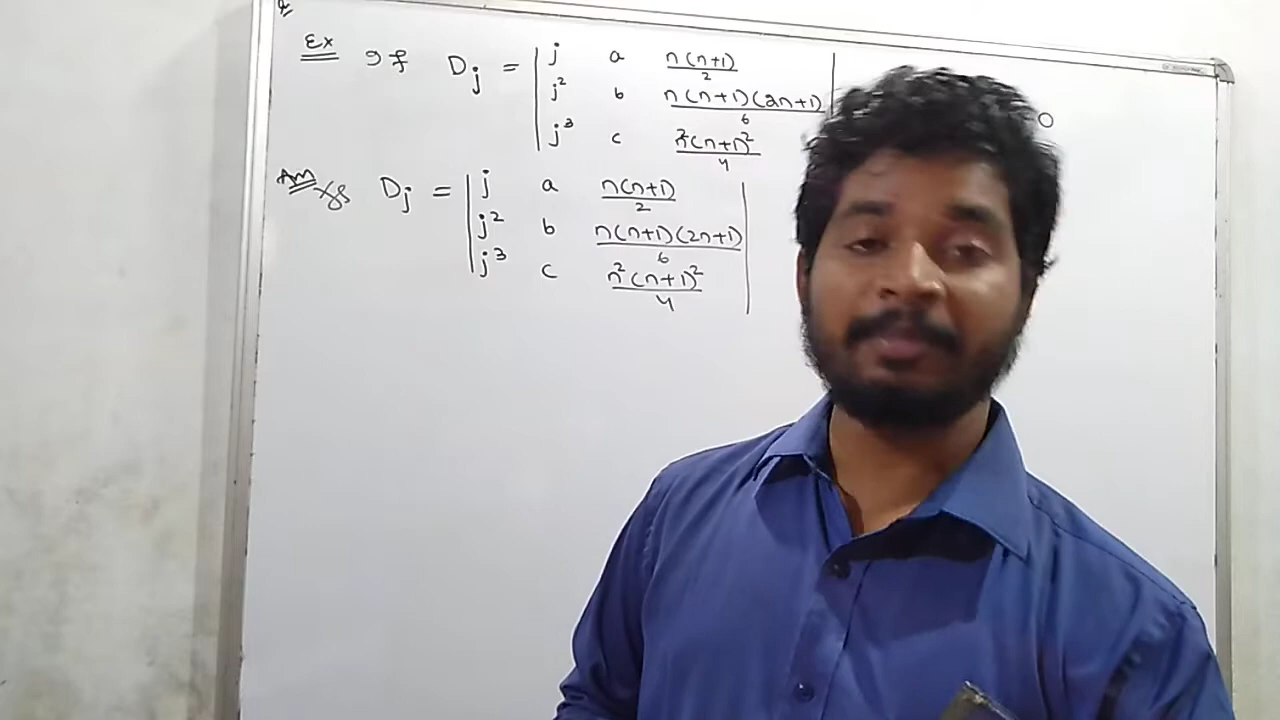 Ex If Dj = | j a n(n+1)/2 |
| j² b n(n+1)(2n+1)/6 | 0
| j³ c n²(n+1)²/4
Ans Dj = | j a n(n+1)/2 |
| j² b n(n+1)(2n+1)/6 |
| j³ c n²(n+1)²/4 |